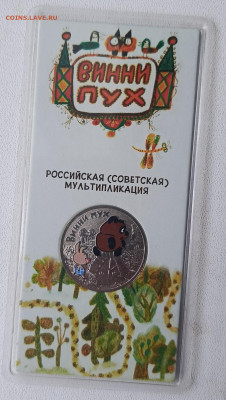 COINS.LAVE.RU
ВИННИ
ПУХ
РОССИЙСКАЯ (СОВЕТСКАЯ)
МУЛЬТИПЛИКАЦИЯ
ВИННИ ПУХ